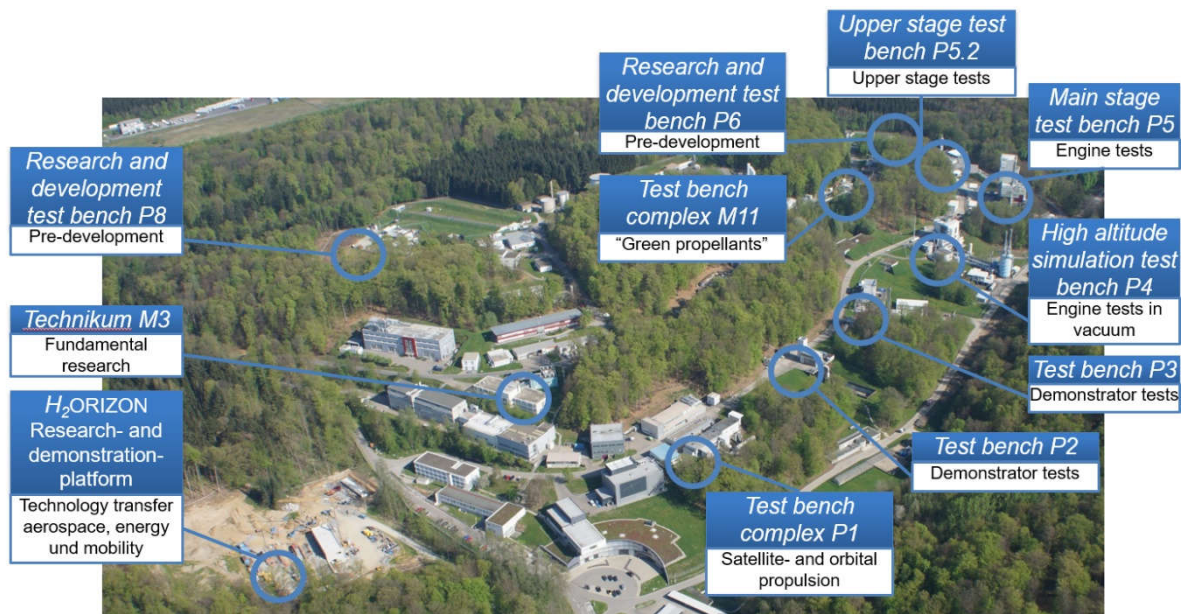 Upper stage test
bench P5.2
Upper stage tests
Research and
development test
bench P6
Pre-development
Main stage
test bench P5
Engine tests
Research and
development
test bench P8
Pre-development
Test bench
complex M11
“Green propellants”
High altitude
simulation test
bench P4
Engine tests in
vacuum
Technikum M3
Fundamental
research
Test bench P3
Demonstrator tests
H₂ORIZON
Research- and
demonstration-
platform
Technology transfer
aerospace, energy
und mobility
Test bench P2
Demonstrator tests
Test bench
complex P1
Satellite- and orbital
propulsion